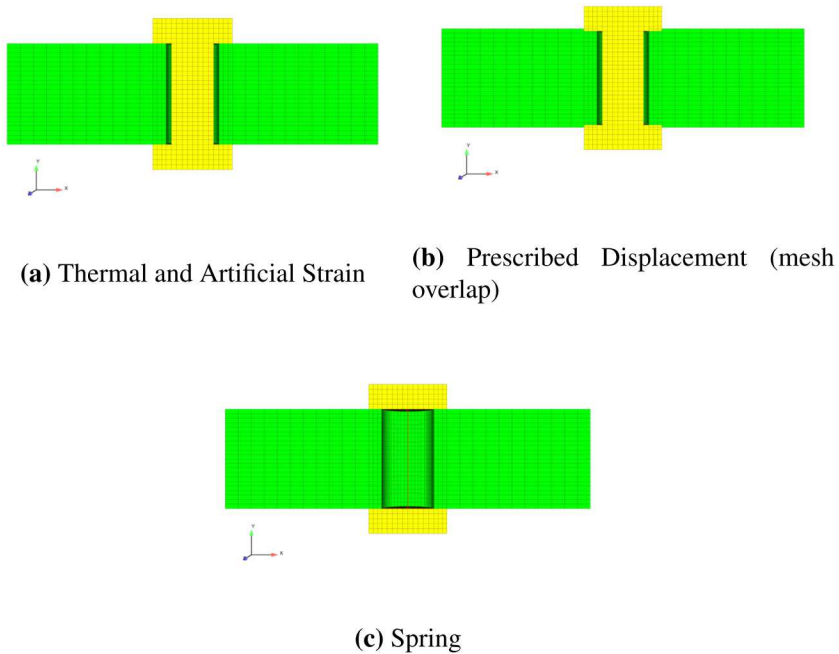 Y
X
Y
X
(a) Thermal and Artificial Strain
(b) Prescribed Displacement (mesh
overlap)
Y
X
(c) Spring